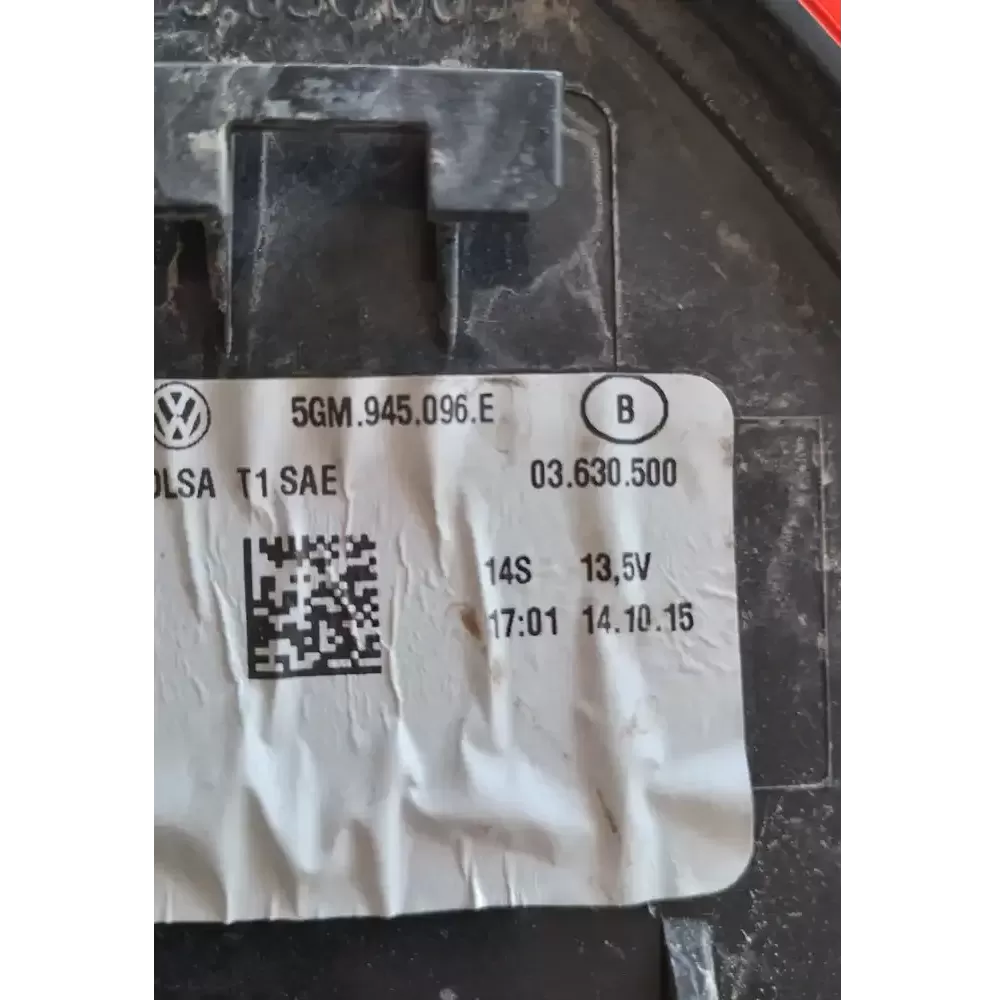 5GM.945.096.E B
OLSA T1 SAE 03.630.500
14S 13,5V
17:01 14.10.15